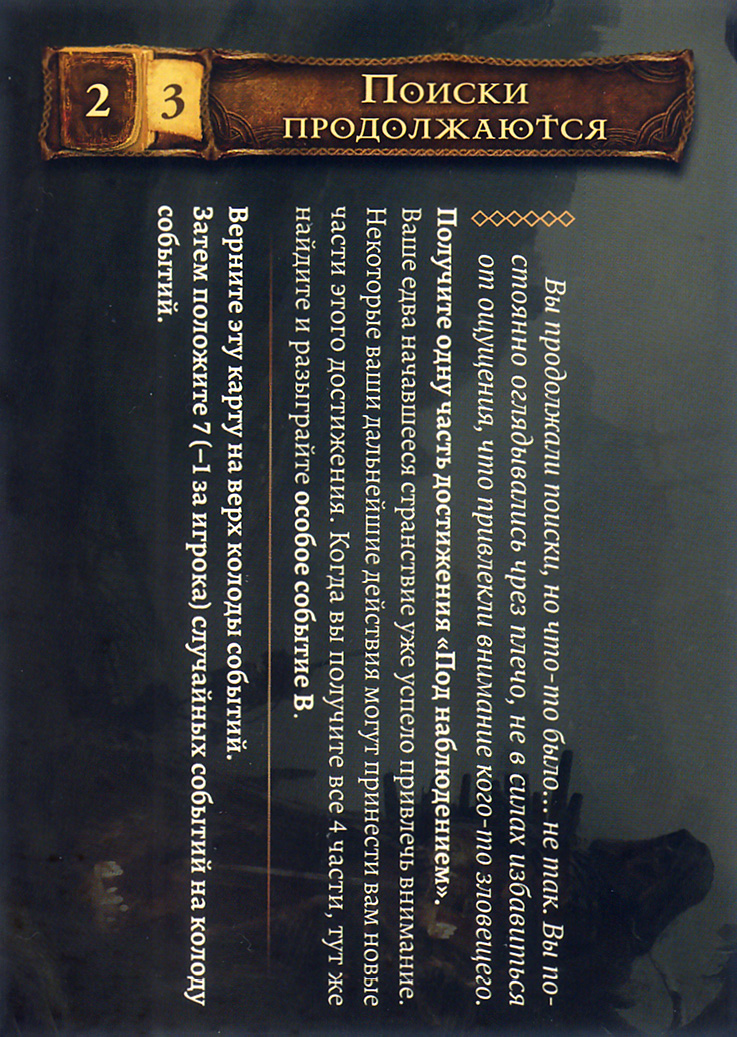 2
3
ПОИСКИ
ПРОДОЛЖАЮТСЯ
Вы продолжали поиски, но что-то было... не так. Вы по-
стоянно оглядывались чрез плечо, не в силах избавиться
от ощущения, что привлекли внимание кого-то зловещего.
Получите одну часть достижения «Под наблюдением».
Ваше едва начавшееся странствие уже успело привлечь внимание.
Некоторые ваши дальнейшие действия могут принести вам новые
части этого достижения. Когда вы получите все 4 части, тут же
найдите и разыграйте особое событие В.
Верните эту карту на верх колоды событий.
Затем положите 7 (–1 за игрока) случайных событий на колоду
событий.